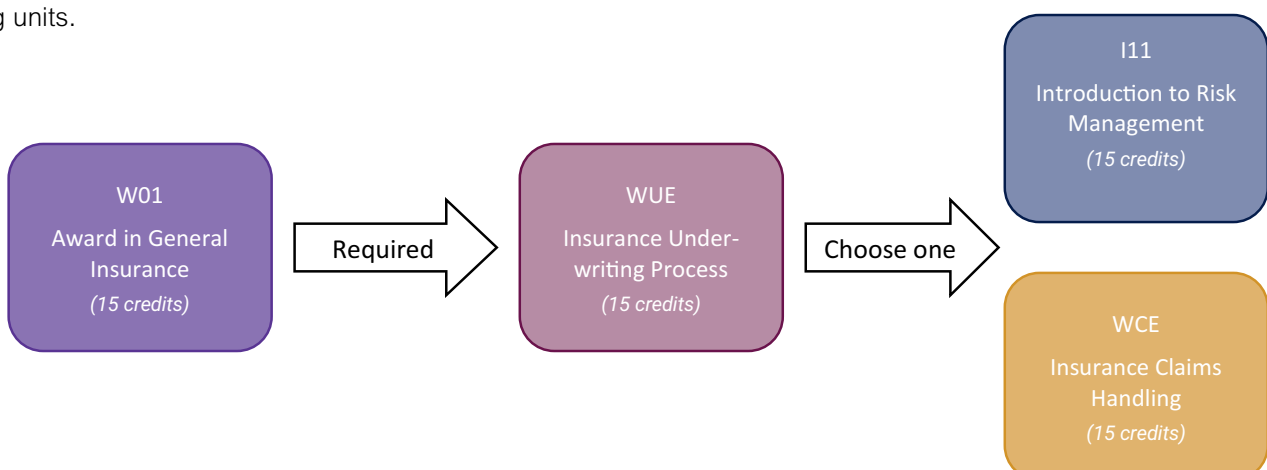 g units.
W01
Award in General
Insurance
(15 credits)
Required
WUE
Insurance Under-
writing Process
(15 credits)
Choose one
I11
Introduction to Risk
Management
(15 credits)
WCE
Insurance Claims
Handling
(15 credits)